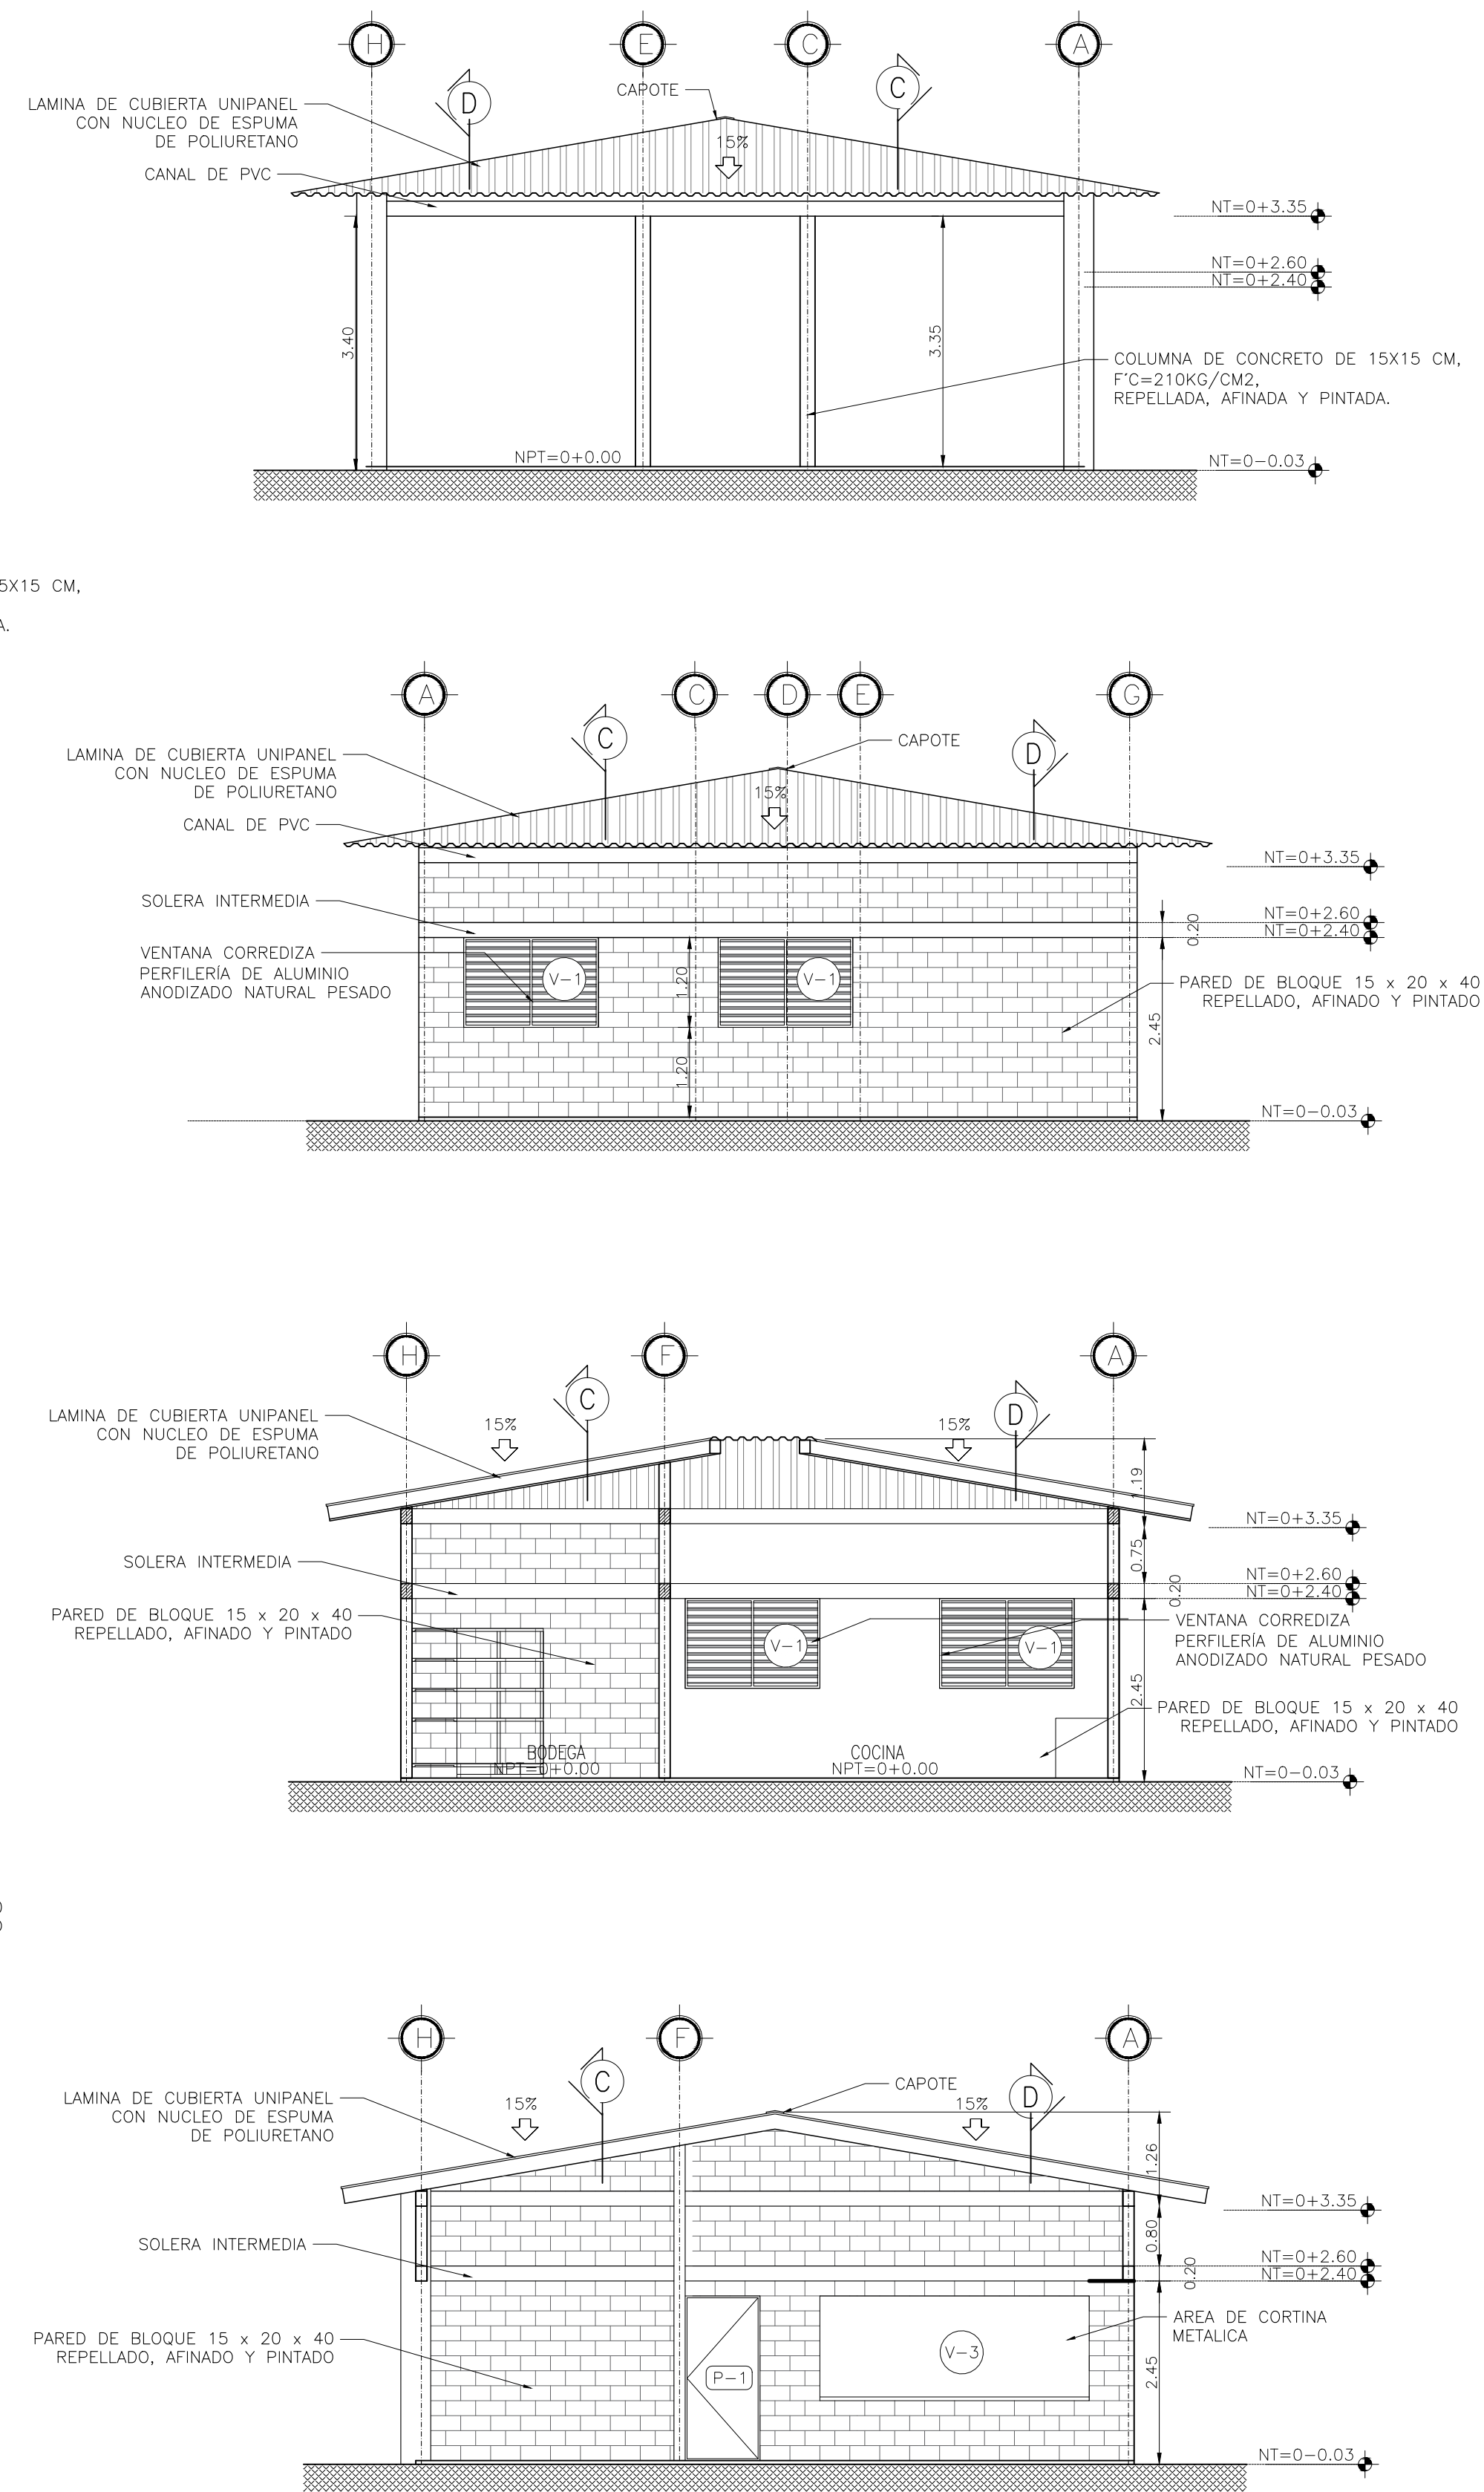 H
E
C
A
LAMINA DE CUBIERTA UNIPANEL
CON NUCLEO DE ESPUMA
DE POLIURETANO
D
CAPOTE
C
15%
CANAL DE PVC
NT=0+3.35
NT=0+2.60
NT=0+2.40
3.40
3.35
COLUMNA DE CONCRETO DE 15X15 CM,
F'C=210KG/CM2,
REPELLADA, AFINADA Y PINTADA.
NPT=0+0.00
NT=0-0.03
5X15 CM,
A.
A
C
D
E
G
LAMINA DE CUBIERTA UNIPANEL
CON NUCLEO DE ESPUMA
DE POLIURETANO
C
CAPOTE
D
15%
CANAL DE PVC
NT=0+3.35
SOLERA INTERMEDIA
NT=0+2.60
NT=0+2.40
0.20
VENTANA CORREDIZA
PERFILERÍA DE ALUMINIO
ANODIZADO NATURAL PESADO
V-1
V-1
1.20
PARED DE BLOQUE 15 x 20 x 40
REPELLADO, AFINADO Y PINTADO
2.45
1.20
NT=0-0.03
H
F
A
LAMINA DE CUBIERTA UNIPANEL
CON NUCLEO DE ESPUMA
DE POLIURETANO
15%
C
15%
D
1.19
NT=0+3.35
0.75
SOLERA INTERMEDIA
NT=0+2.60
NT=0+2.40
0.20
PARED DE BLOQUE 15 x 20 x 40
REPELLADO, AFINADO Y PINTADO
V-1
V-1
VENTANA CORREDIZA
PERFILERÍA DE ALUMINIO
ANODIZADO NATURAL PESADO
2.45
PARED DE BLOQUE 15 x 20 x 40
REPELLADO, AFINADO Y PINTADO
BODEGA
NPT=0+0.00
COCINA
NPT=0+0.00
NT=0-0.03
H
F
A
LAMINA DE CUBIERTA UNIPANEL
CON NUCLEO DE ESPUMA
DE POLIURETANO
15%
C
CAPOTE
15%
D
1.26
NT=0+3.35
0.80
SOLERA INTERMEDIA
NT=0+2.60
NT=0+2.40
0.20
PARED DE BLOQUE 15 x 20 x 40
REPELLADO, AFINADO Y PINTADO
P-1
V-3
AREA DE CORTINA
METALICA
2.45
NT=0-0.03